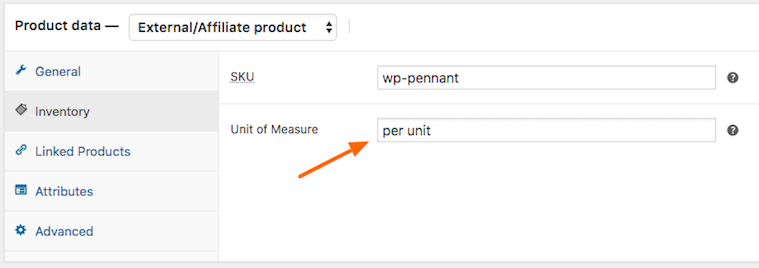 Product data — External/Affiliate product
General
Inventory
Linked Products
Attributes
Advanced
SKU wp-pennant ?
Unit of Measure per unit ?